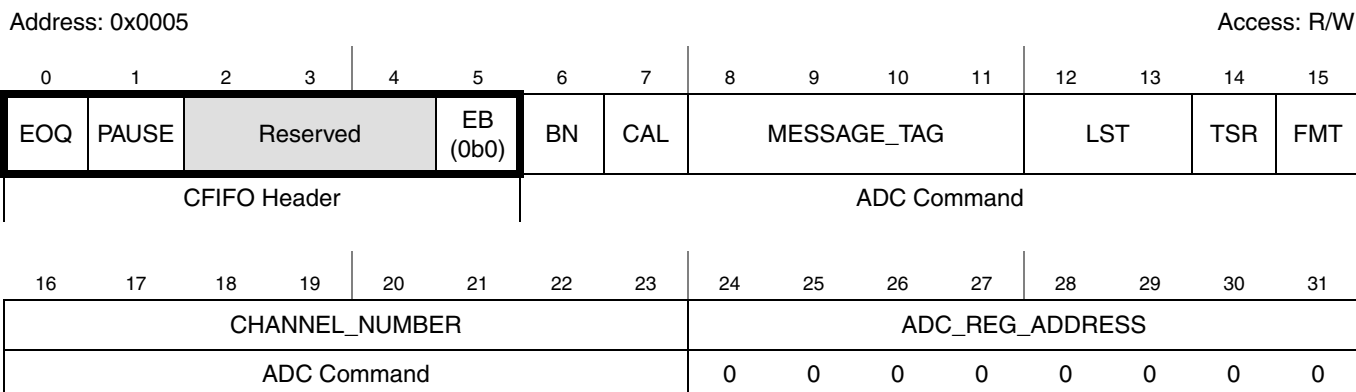 Address: 0x0005 Access: R/W
0 1 2 3 4 5 6 7 8 9 10 11 12 13 14 15
EOQ PAUSE Reserved EB (0b0) BN CAL MESSAGE_TAG LST TSR FMT
CFIFO Header ADC Command
16 17 18 19 20 21 22 23 24 25 26 27 28 29 30 31
CHANNEL_NUMBER ADC_REG_ADDRESS
ADC Command 0 0 0 0 0 0 0 0